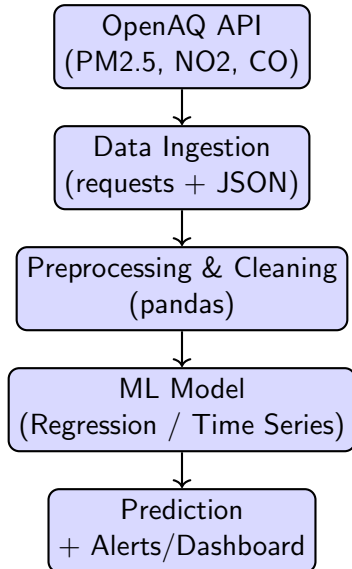 OpenAQ API
(PM2.5, NO2, CO)
Data Ingestion
(requests + JSON)
Preprocessing & Cleaning
(pandas)
ML Model
(Regression / Time Series)
Prediction
+ Alerts/Dashboard